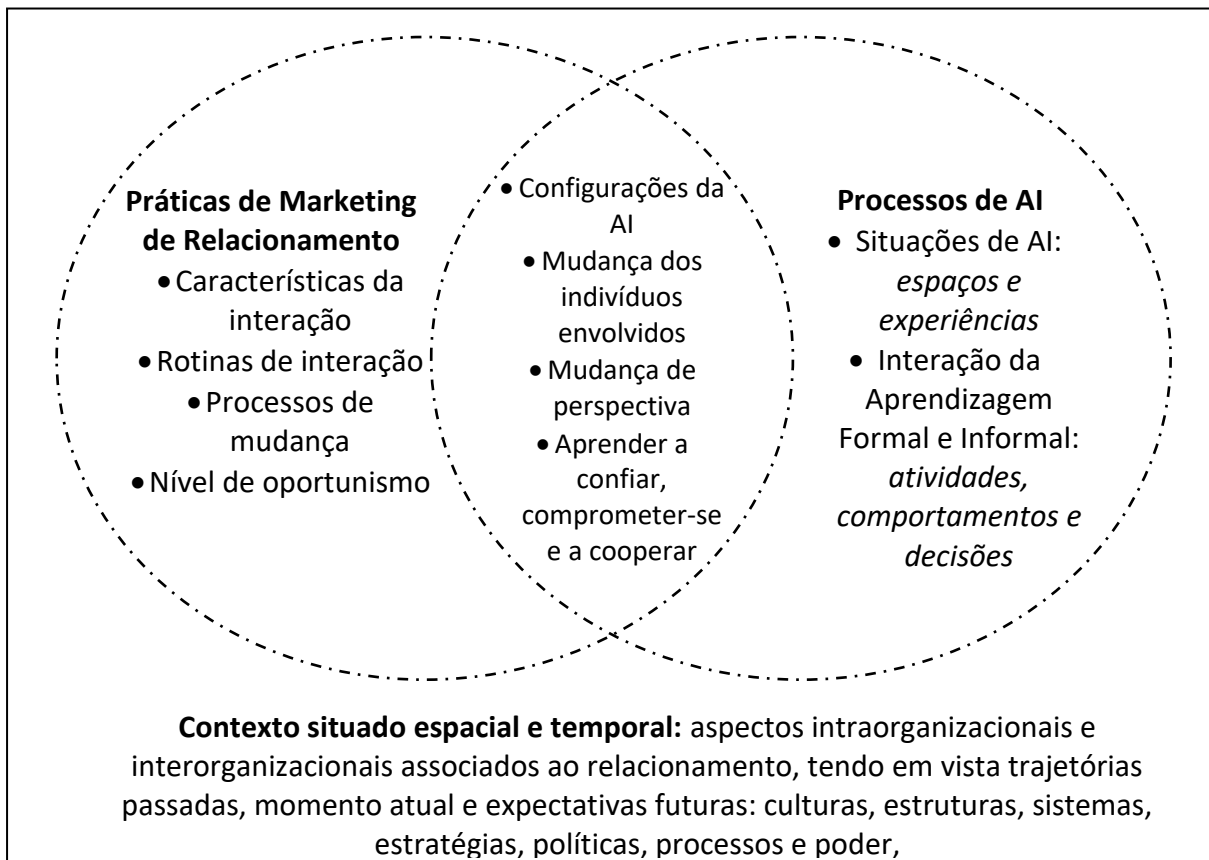 Práticas de Marketing
de Relacionamento
• Características da
interação
• Rotinas de interação
• Processos de
mudança
• Nível de oportunismo
• Configurações da
AI
• Mudança dos
indivíduos
envolvidos
• Mudança de
perspectiva
• Aprender a
confiar,
comprometer-se
e a cooperar
Processos de AI
• Situações de AI:
espaços e
experiências
• Interação da
Aprendizagem
Formal e Informal:
atividades,
comportamentos e
decisões
Contexto situado espacial e temporal: aspectos intraorganizacionais e
interorganizacionais associados ao relacionamento, tendo em vista trajetórias
passadas, momento atual e expectativas futuras: culturas, estruturas, sistemas,
estratégias, políticas, processos e poder,